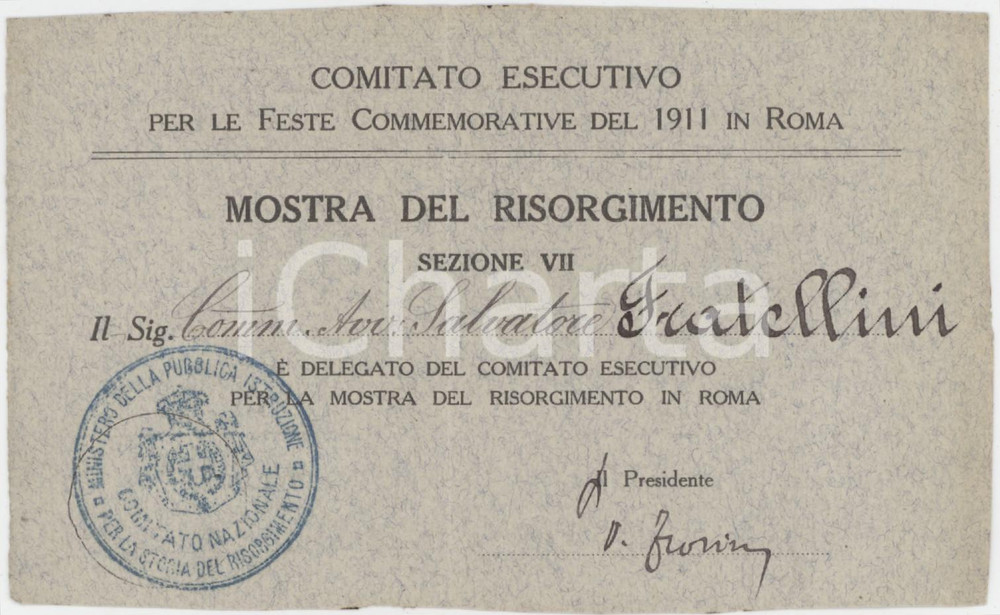 COMITATO ESECUTIVO
PER LE FESTE COMMEMORATIVE DEL 1911 IN ROMA
MOSTRA DEL RISORGIMENTO
SEZIONE VII
iCharta
Il Sig. Comm. Avv. Salvatore Fratellini
È DELEGATO DEL COMITATO ESECUTIVO
PER LA MOSTRA DEL RISORGIMENTO IN ROMA
MINISTERO DELLA PUBBLICA ISTRUZIONE
COMITATO NAZIONALE
PER LA STORIA DEL RISORGIMENTO
Il Presidente